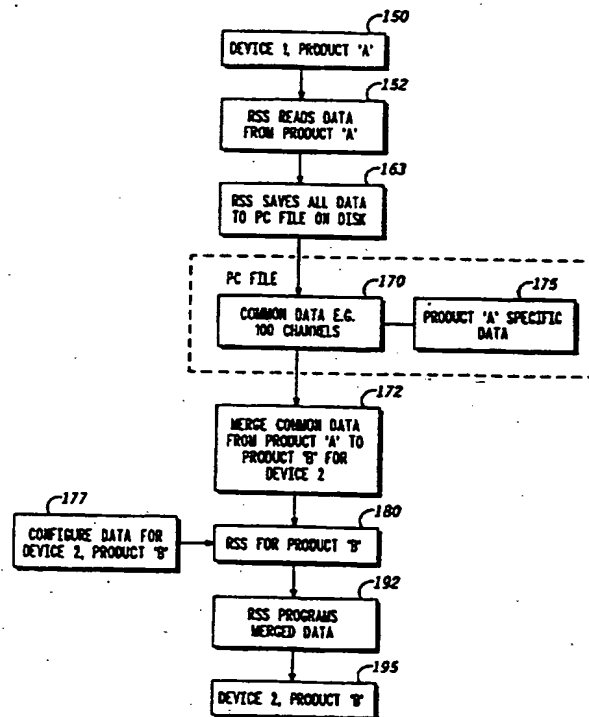 150
DEVICE 1, PRODUCT 'A'
152
RSS READS DATA
FROM PRODUCT 'A'
163
RSS SAVES ALL DATA
TO PC FILE ON DISK
PC FILE
170
COMMON DATA E.G.
100 CHANNELS
175
PRODUCT 'A' SPECIFIC
DATA
172
MERGE COMMON DATA
FROM PRODUCT 'A' TO
PRODUCT 'B' FOR
DEVICE 2
177
CONFIGURE DATA FOR
DEVICE 2, PRODUCT 'B'
180
RSS FOR PRODUCT 'B'
192
RSS PROGRAMS
MERGED DATA
195
DEVICE 2, PRODUCT 'B'